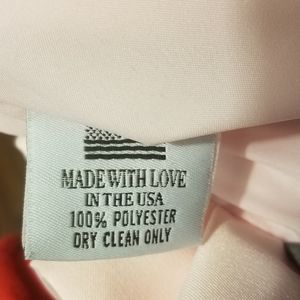 MADE WITH LOVE
IN THE USA
100% POLYESTER
DRY CLEAN ONLY